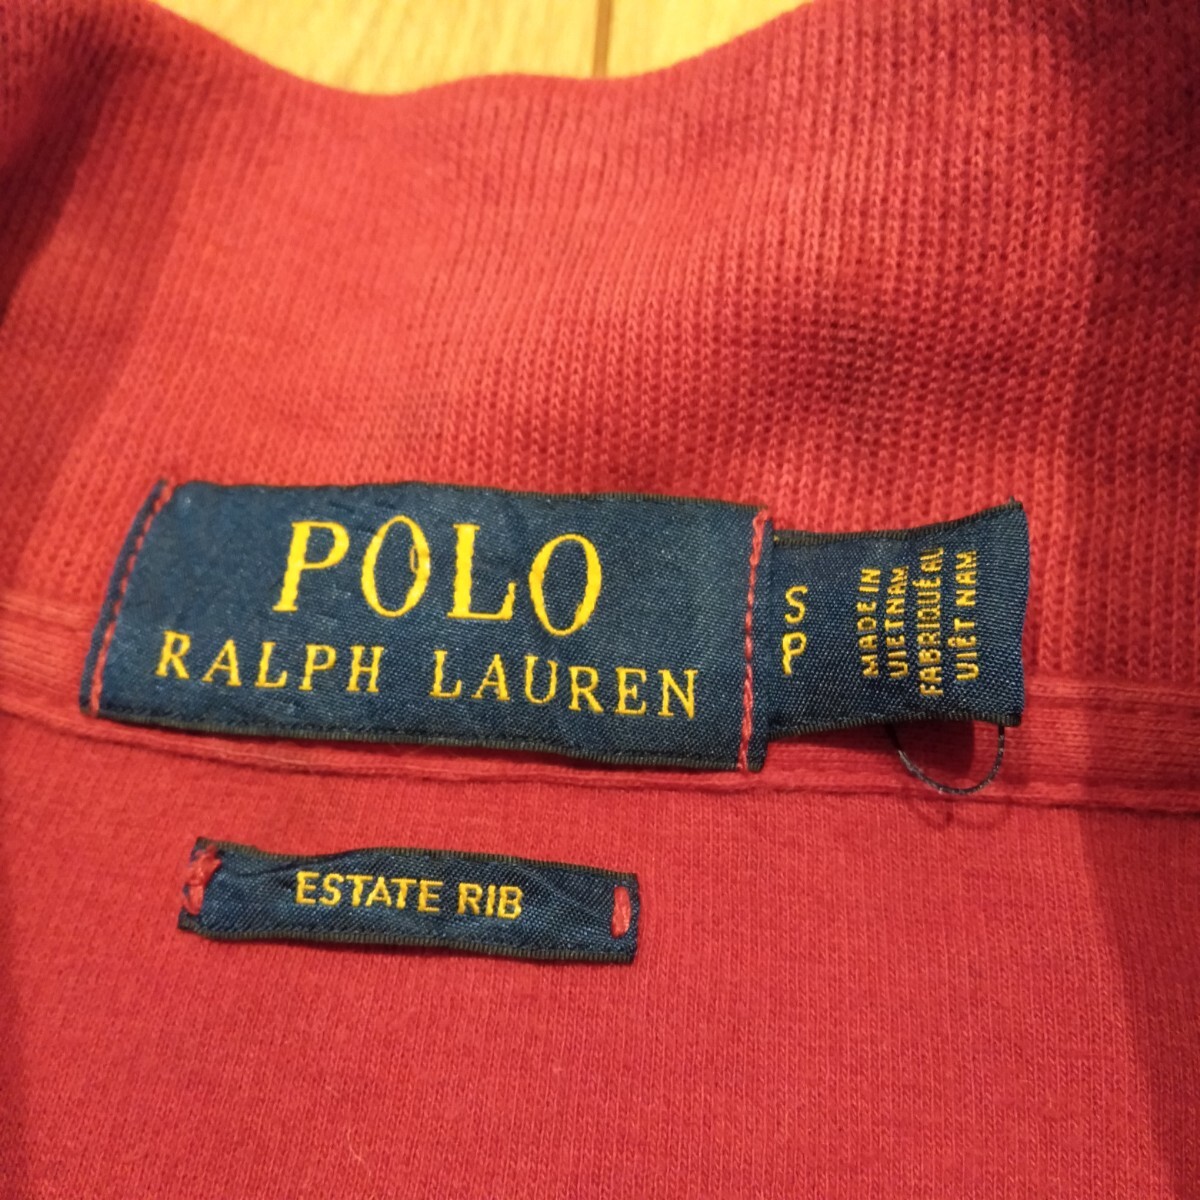 POLO
RALPH LAUREN
S
P
MADE IN
VIETNAM
FABRIQUÉ AU
VIÊT NAM
ESTATE RIB